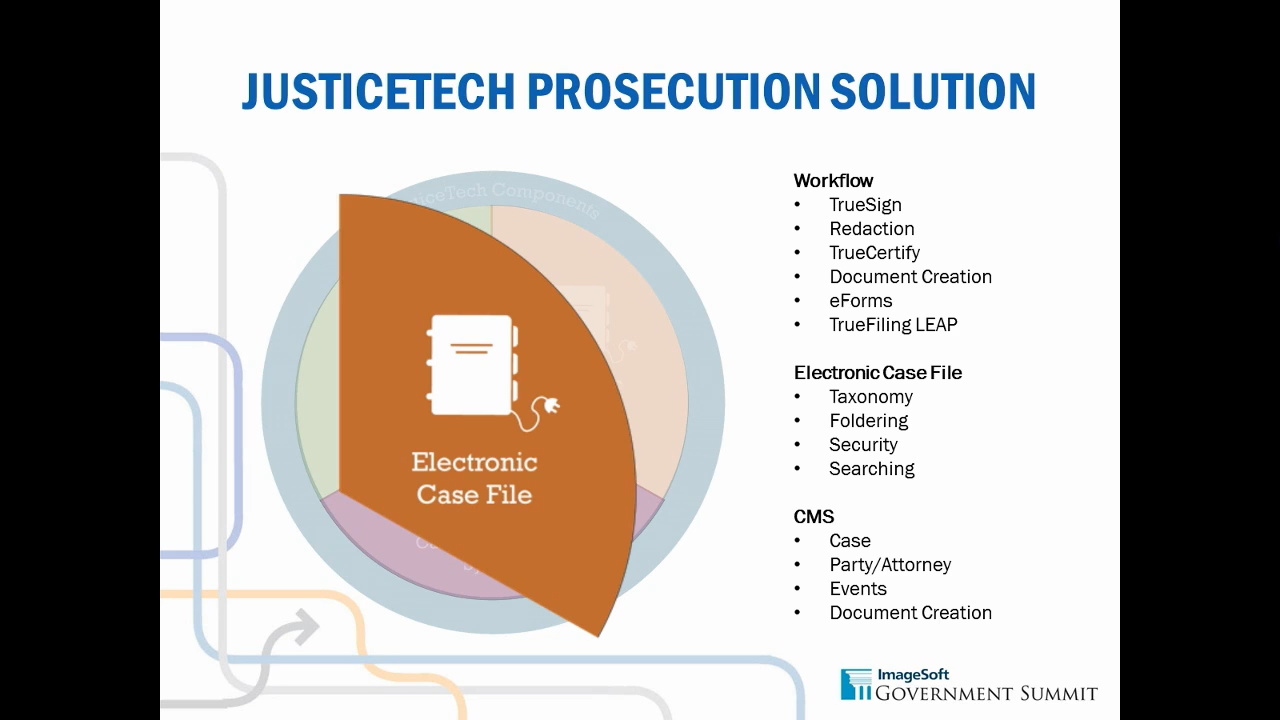 JUSTICETECH PROSECUTION SOLUTION
Components
Electronic
Case File
Workflow
• TrueSign
• Redaction
• TrueCertify
• Document Creation
• eForms
• TrueFiling LEAP
Electronic Case File
• Taxonomy
• Foldering
• Security
• Searching
CMS
• Case
• Party/Attorney
• Events
• Document Creation
ImageSoft
GOVERNMENT SUMMIT